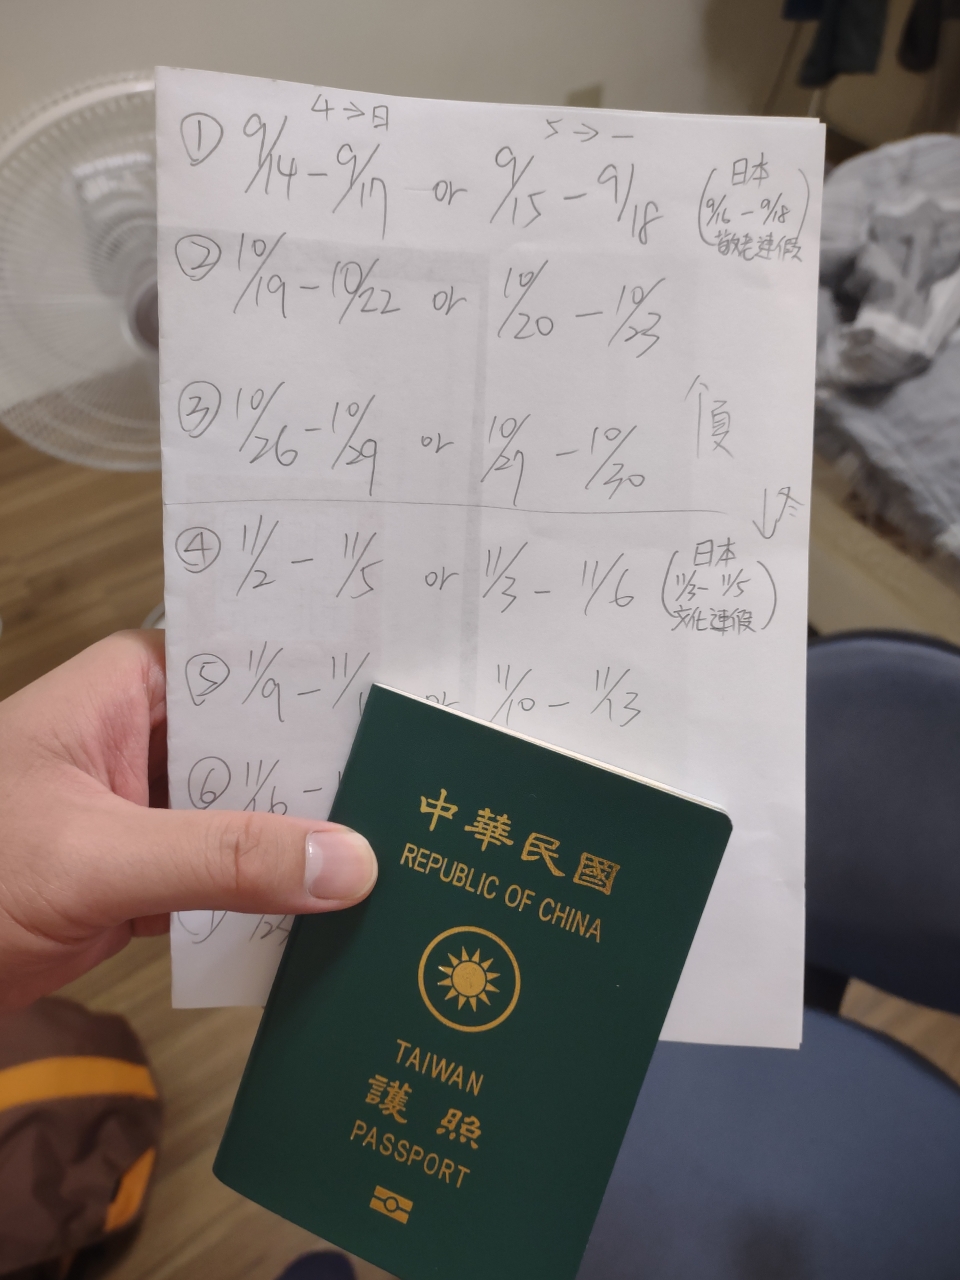 4→日 5→一
① 9/14 - 9/17 or 9/15 - 9/18 (日本 9/16 - 9/18 敬老連假)
② 10/19 - 10/22 or 10/20 - 10/23
③ 10/26 - 10/29 or 10/27 - 10/30
↓
④ 11/2 - 11/5 or 11/3 - 11/6 (日本 11/3 - 11/5 文化連假)
⑤ 11/9 - 11/ or 11/10 - 11/13
⑥ 11/16 -
中華民國
REPUBLIC OF CHINA
TAIWAN
護照
PASSPORT